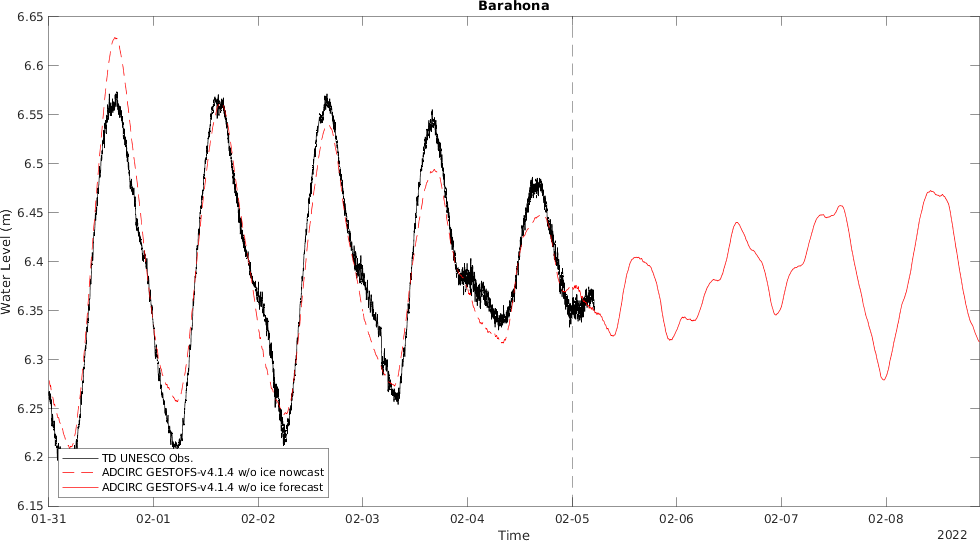 Barahona
Water Level (m)
6.65
6.6
6.55
6.5
6.45
6.4
6.35
6.3
6.25
6.2
6.15
TD UNESCO Obs.
ADCIRC GESTOFS-v4.1.4 w/o ice nowcast
ADCIRC GESTOFS-v4.1.4 w/o ice forecast
01-31 02-01 02-02 02-03 02-04 02-05 02-06 02-07 02-08
Time
2022